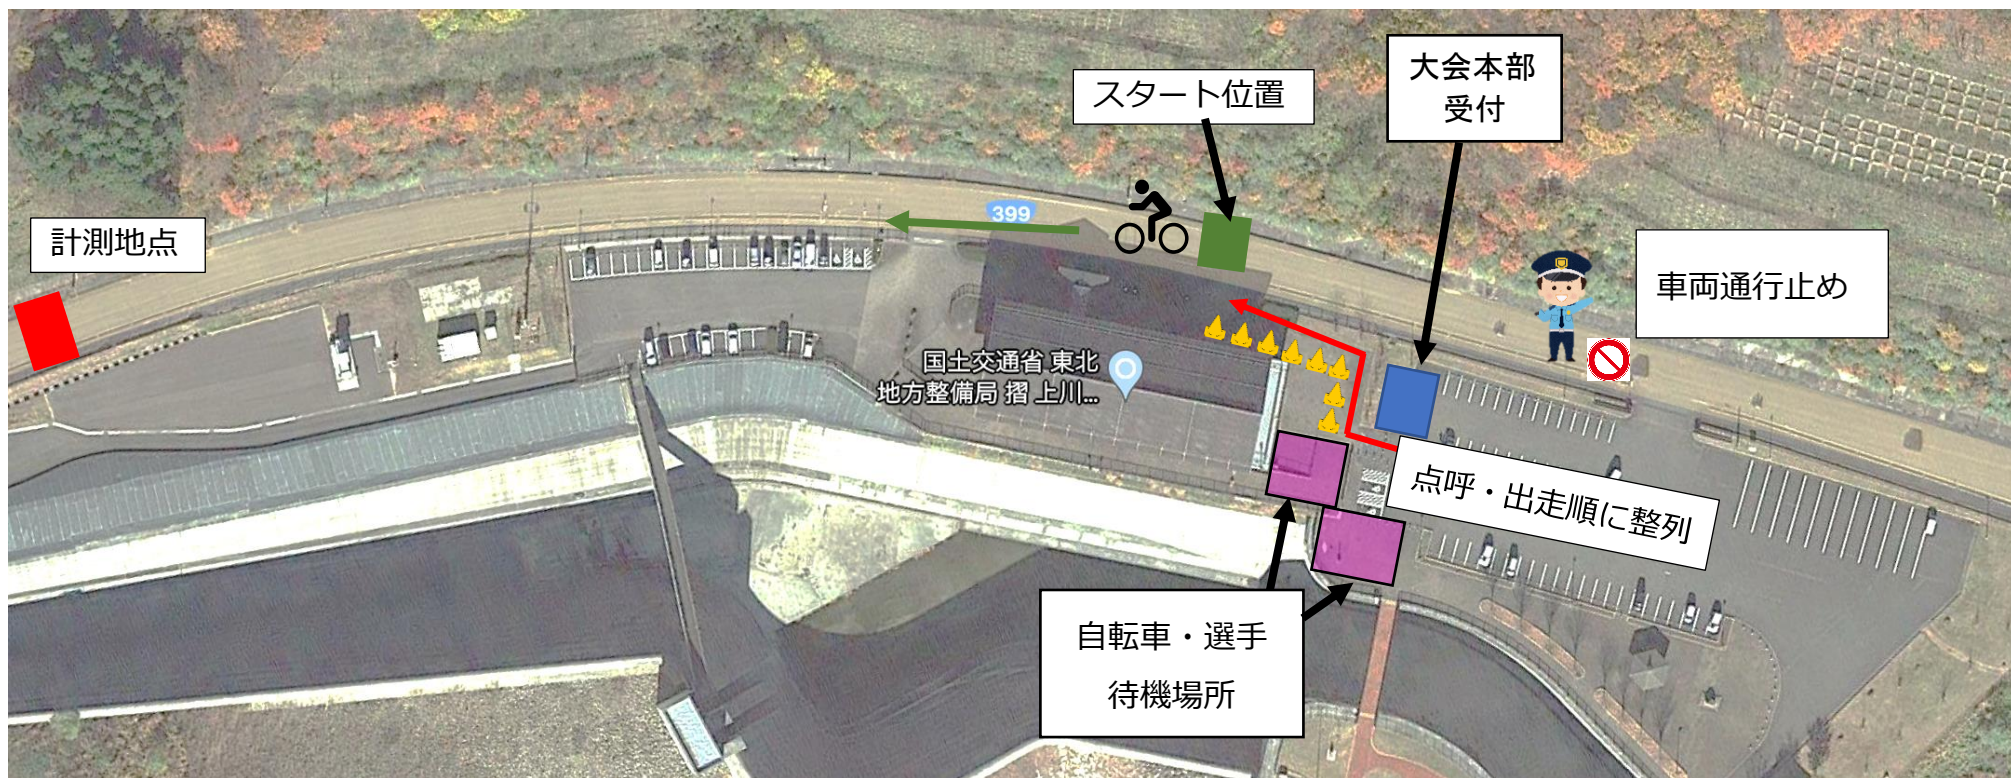 大会本部
受付
スタート位置
399
計測地点
車両通行止め
国土交通省 東北
地方整備局 摺 上川...
点呼・出走順に整列
自転車・選手
待機場所